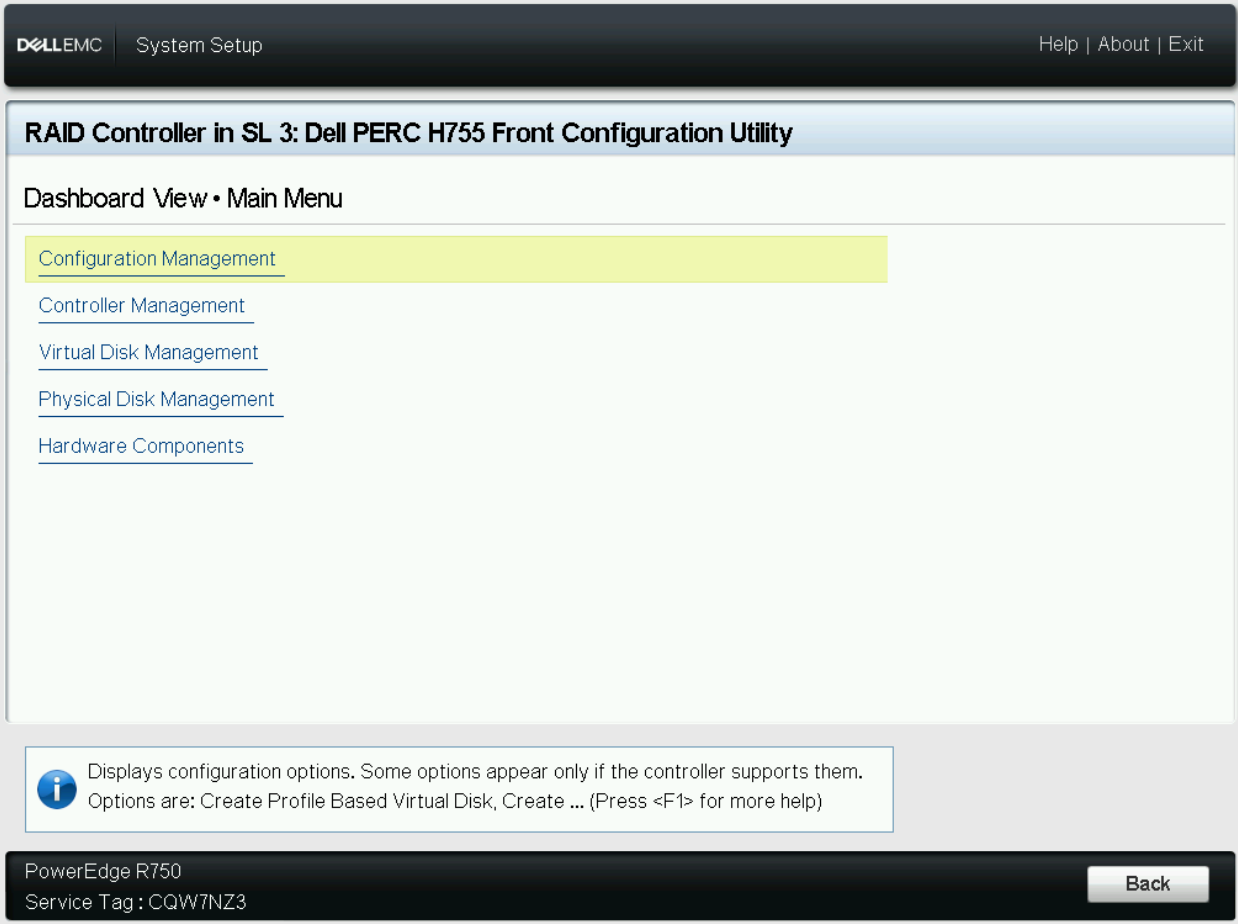 DELLEMC System Setup Help | About | Exit
RAID Controller in SL 3: Dell PERC H755 Front Configuration Utility
Dashboard View • Main Menu
Configuration Management
Controller Management
Virtual Disk Management
Physical Disk Management
Hardware Components
Displays configuration options. Some options appear only if the controller supports them.
Options are: Create Profile Based Virtual Disk, Create ... (Press <F1> for more help)
PowerEdge R750
Service Tag : CQW7NZ3
Back